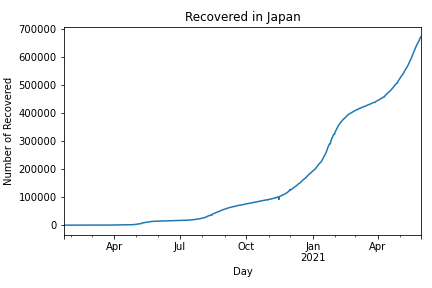 Recovered in Japan
Number of Recovered
700000
600000
500000
400000
300000
200000
100000
0
Apr
Jul
Oct
Jan
2021
Apr
Day